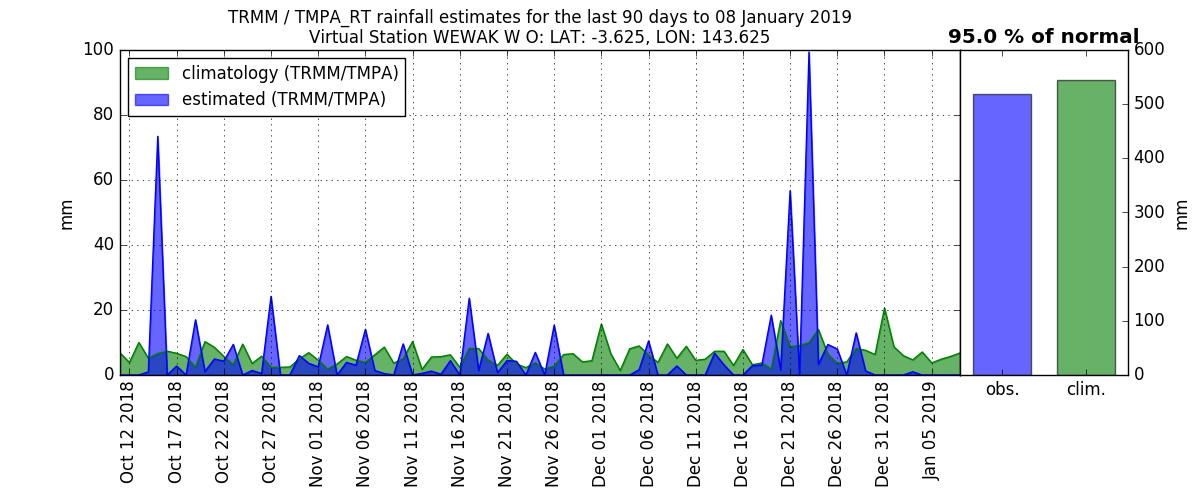 TRMM / TMPA_RT rainfall estimates for the last 90 days to 08 January 2019
Virtual Station WEWAK W O: LAT: -3.625, LON: 143.625
95.0 % of normal
climatology (TRMM/TMPA)
estimated (TRMM/TMPA)
mm
100
80
60
40
20
0
Oct 12 2018
Oct 17 2018
Oct 22 2018
Oct 27 2018
Nov 01 2018
Nov 06 2018
Nov 11 2018
Nov 16 2018
Nov 21 2018
Nov 26 2018
Dec 01 2018
Dec 06 2018
Dec 11 2018
Dec 16 2018
Dec 21 2018
Dec 26 2018
Dec 31 2018
Jan 05 2019
obs.
clim.
600
500
400
300
200
100
0
mm